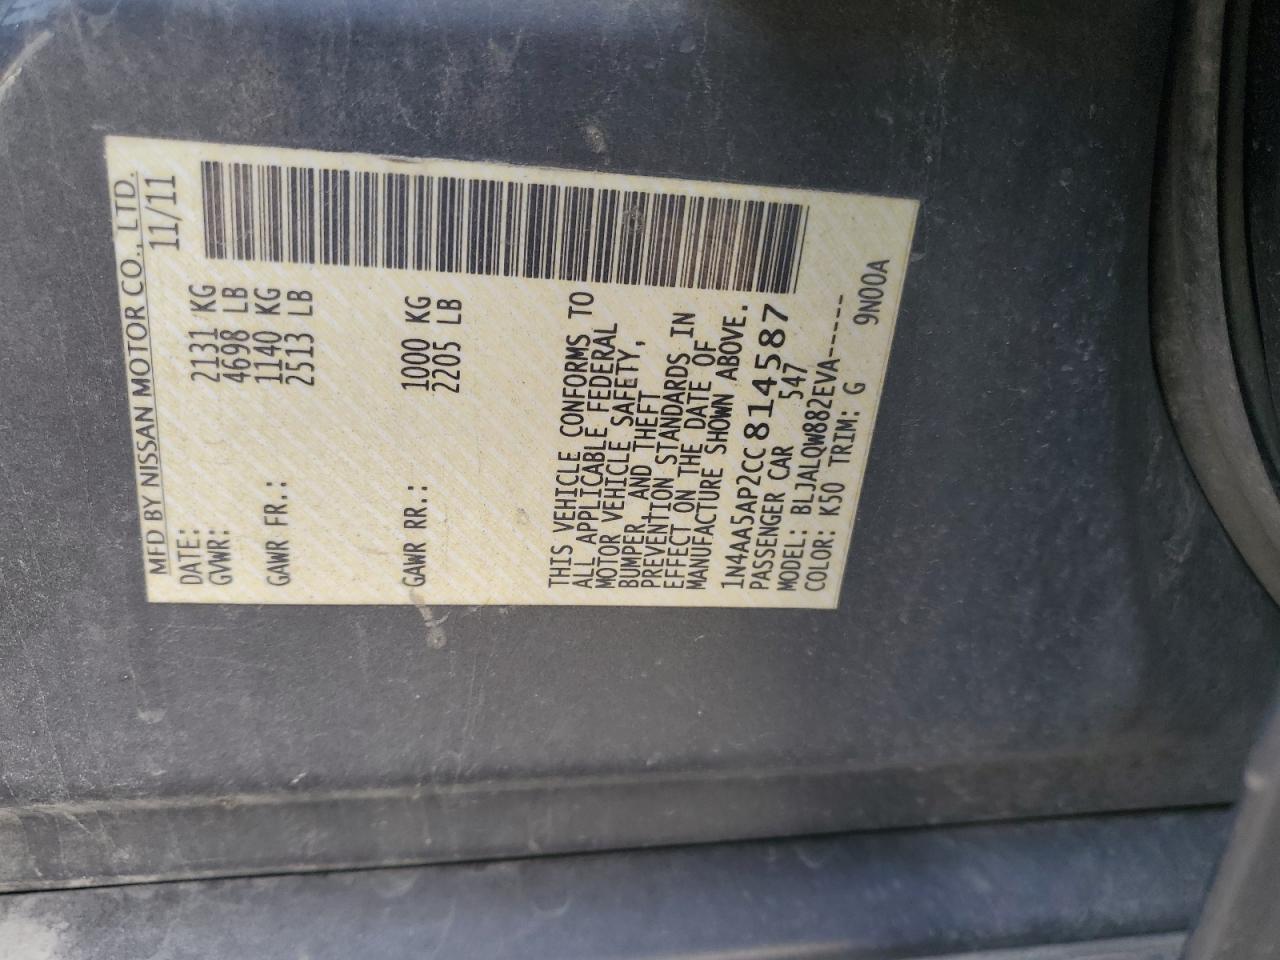 MFD BY NISSAN MOTOR CO., LTD.
DATE: 11/11
GVWR: 2131 KG
4698 LB
GAWR FR.: 1140 KG
2513 LB
GAWR RR.: 1000 KG
2205 LB
THIS VEHICLE CONFORMS TO
ALL APPLICABLE FEDERAL
MOTOR VEHICLE SAFETY,
BUMPER, AND THEFT
PREVENTION STANDARDS IN
EFFECT ON THE DATE OF
MANUFACTURE SHOWN ABOVE.
1N4AA5AP2CC814587
PASSENGER CAR 547
MODEL: BLJALQW882EVA------
COLOR: K50 TRIM: G 9N00A